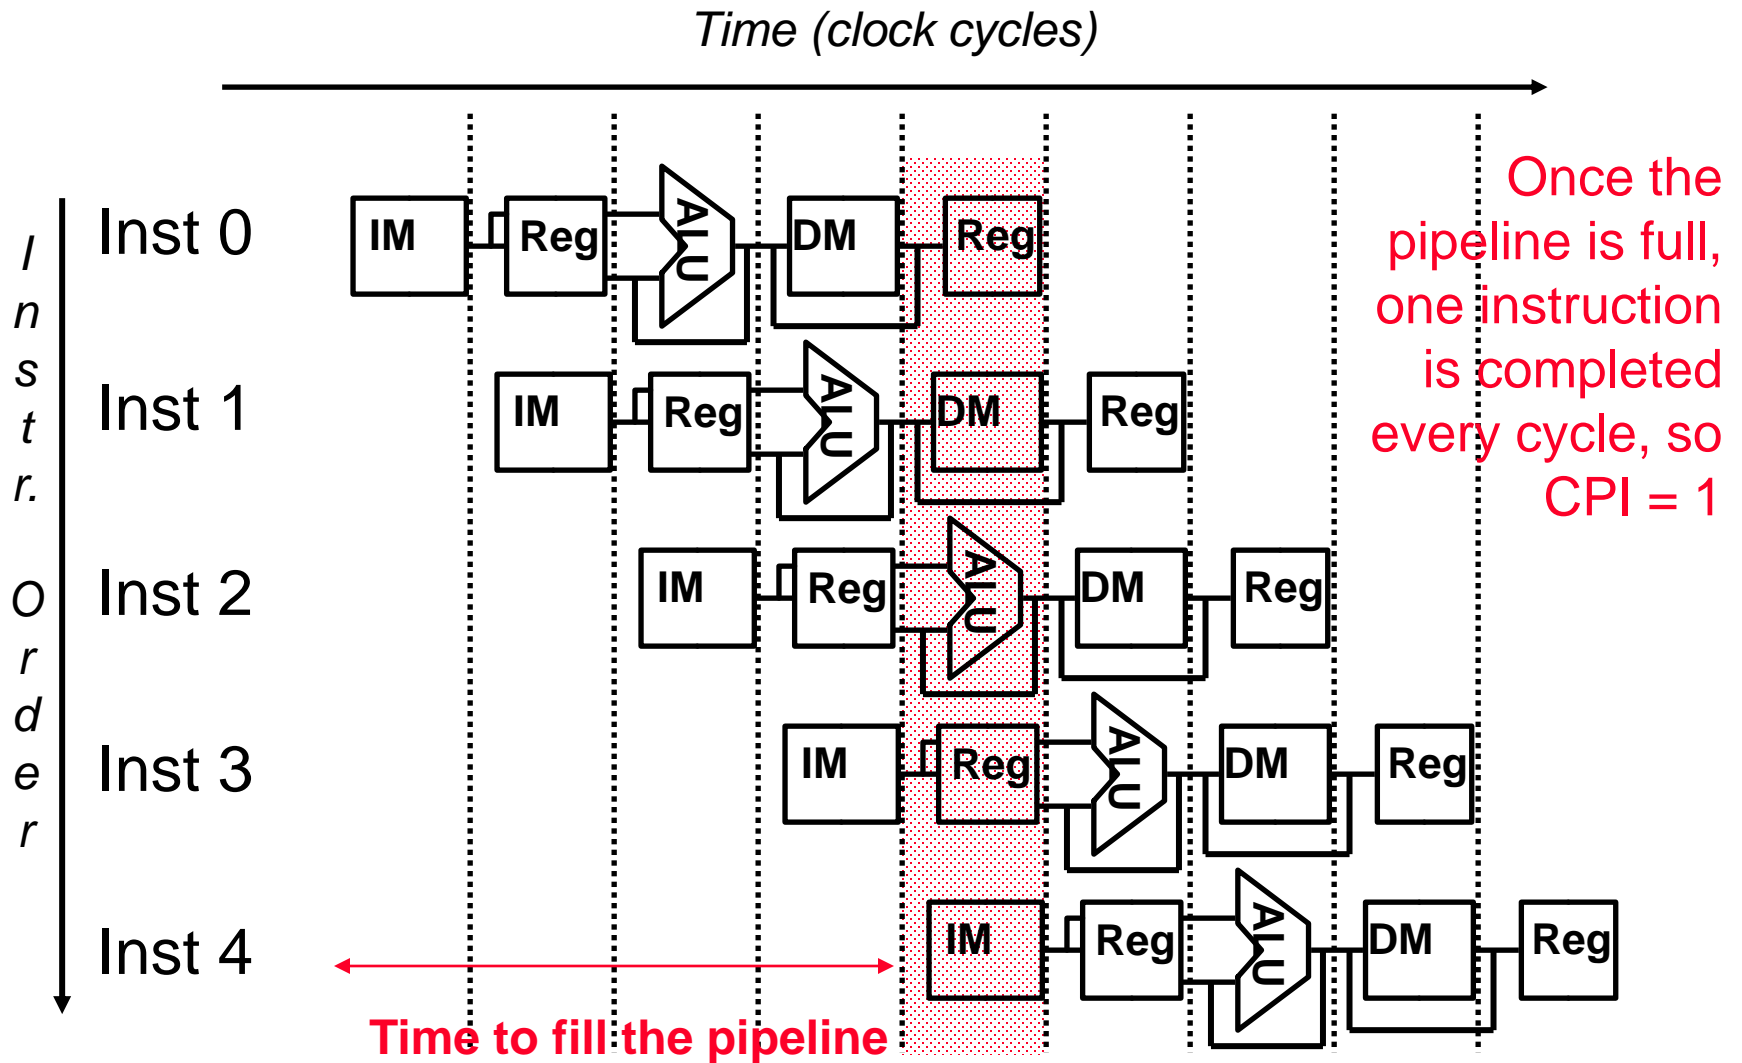 Time (clock cycles)
Instr. Order
Inst 0
IM
Reg
ALU
DM
Reg
Inst 1
IM
Reg
ALU
DM
Reg
Inst 2
IM
Reg
ALU
DM
Reg
Inst 3
IM
Reg
ALU
DM
Reg
Inst 4
IM
Reg
ALU
DM
Reg
Once the
pipeline is full,
one instruction
is completed
every cycle, so
CPI = 1
Time to fill the pipeline